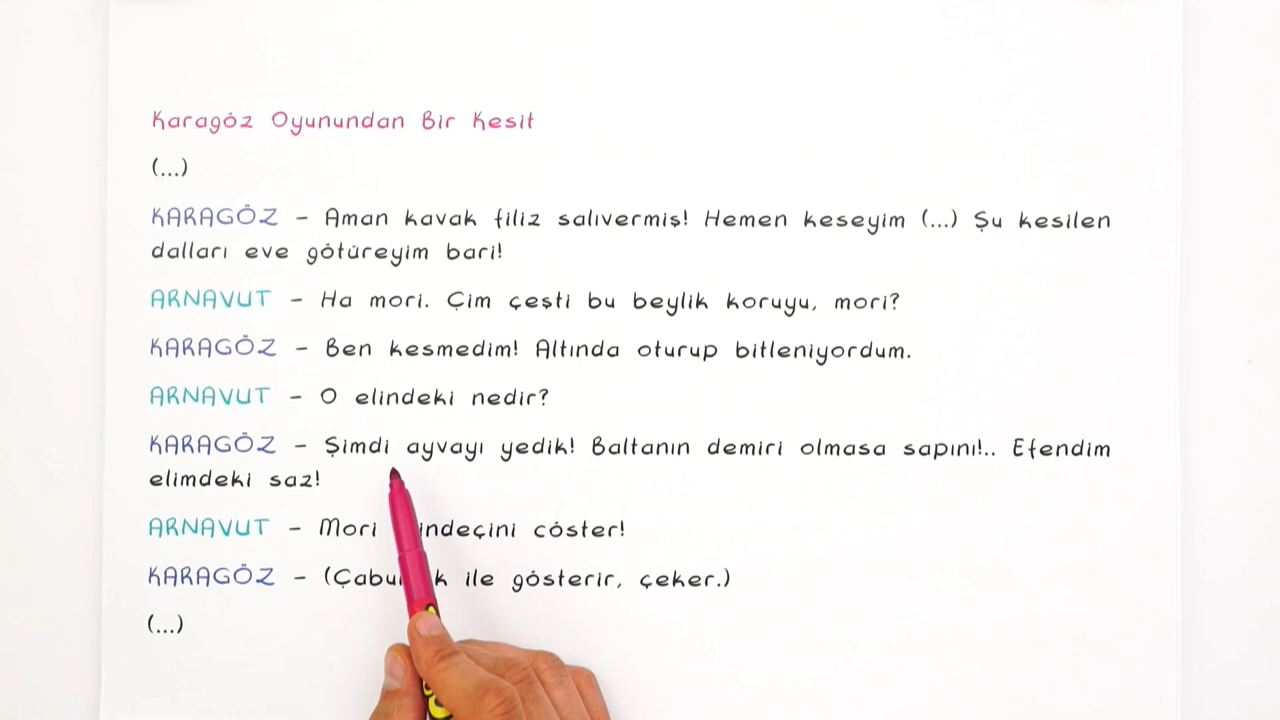 Karagöz Oyunundan Bir Kesit
(...)
KARAGÖZ – Aman kavak filiz salıvermiş! Hemen keseyim (...) Şu kesilen
dalları eve götüreyim bari!
ARNAVUT – Ha mori. Çim çeşti bu beylik koruyu, mori?
KARAGÖZ – Ben kesmedim! Altında oturup bitleniyordum.
ARNAVUT – O elindeki nedir?
KARAGÖZ – Şimdi ayvayı yedik! Baltanın demiri olmasa sapını!.. Efendim
elimdeki saz!
ARNAVUT – Mori cöster!
KARAGÖZ – ile gösterir, çeker.)
(...)